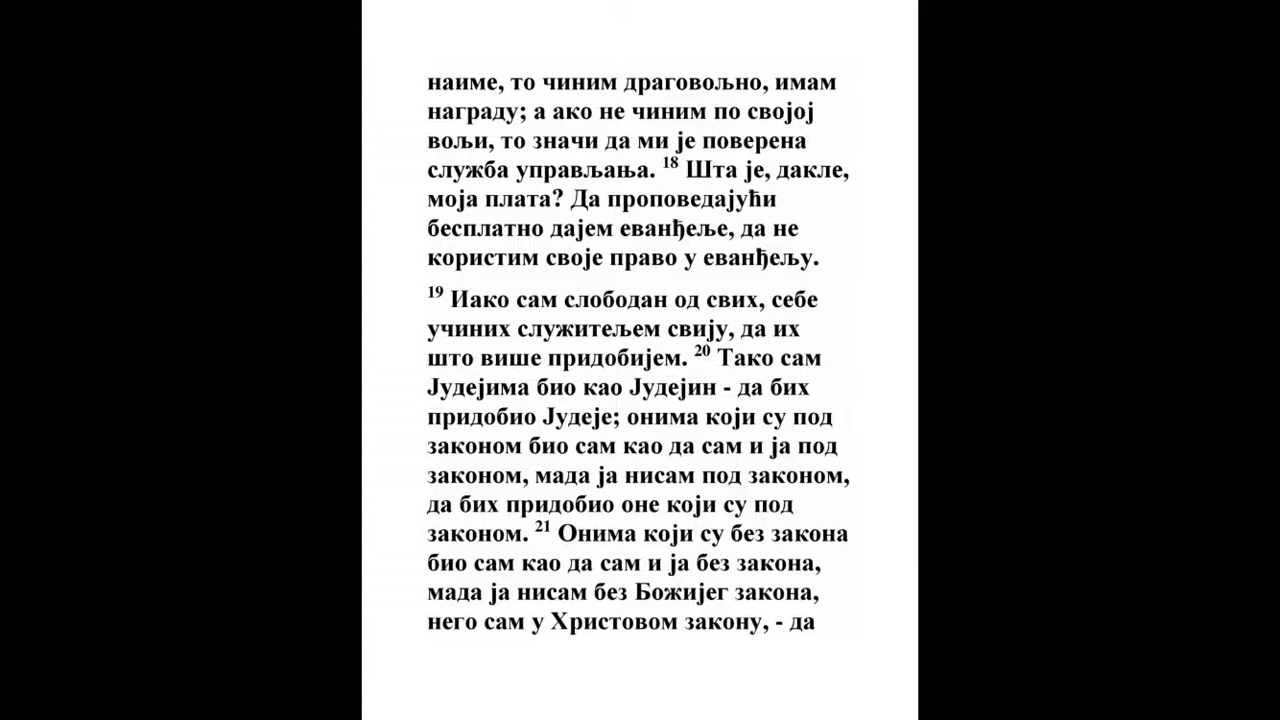 наиме, то чиним драговољно, имам
награду; а ако не чиним по својој
вољи, то значи да ми је поверена
служба управљања. 18 Шта је, дакле,
моја плата? Да проповедајући
бесплатно дајем еванђеље, да не
користим своје право у еванђељу.
19 Иако сам слободан од свих, себе
учиних служитељем свију, да их
што више придобијем. 20 Тако сам
Јудејима био као Јудејин - да бих
придобио Јудеје; онима који су под
законом био сам као да сам и ја под
законом, мада ја нисам под законом,
да бих придобио оне који су под
законом. 21 Онима који су без закона
био сам као да сам и ја без закона,
мада ја нисам без Божијег закона,
него сам у Христовом закону, - да